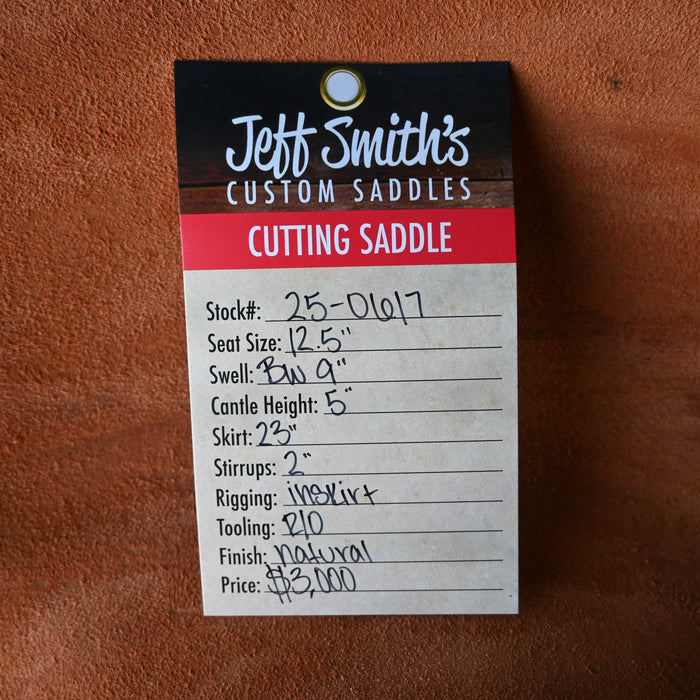 Jeff Smith's
CUSTOM SADDLES
CUTTING SADDLE
Stock#: 25-0617
Seat Size: 12.5"
Swell: BW 9"
Cantle Height: 5"
Skirt: 23"
Stirrups: 2"
Rigging: inskirt
Tooling: R/O
Finish: natural
Price: $3,000